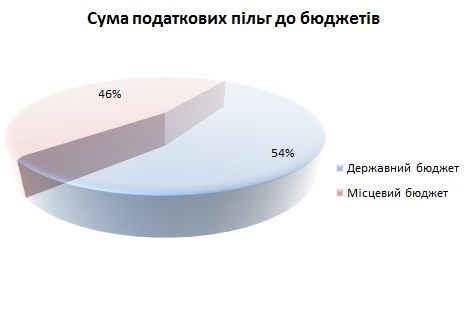 Сума податкових пільг до бюджетів
46%
54%
Державний бюджет
Місцевий бюджет